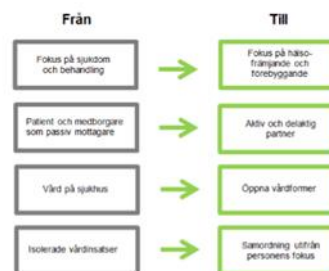 Från
Till
Fokus på sjukdom
och behandling
Fokus på hälso-
främjande och
förebyggande
Patient och medborgare
som passiv mottagare
Aktiv och delaktig
partner
Vård på sjukhus
Öppna vårdformer
Isolerade vårdinsatser
Samordning utifrån
personens fokus